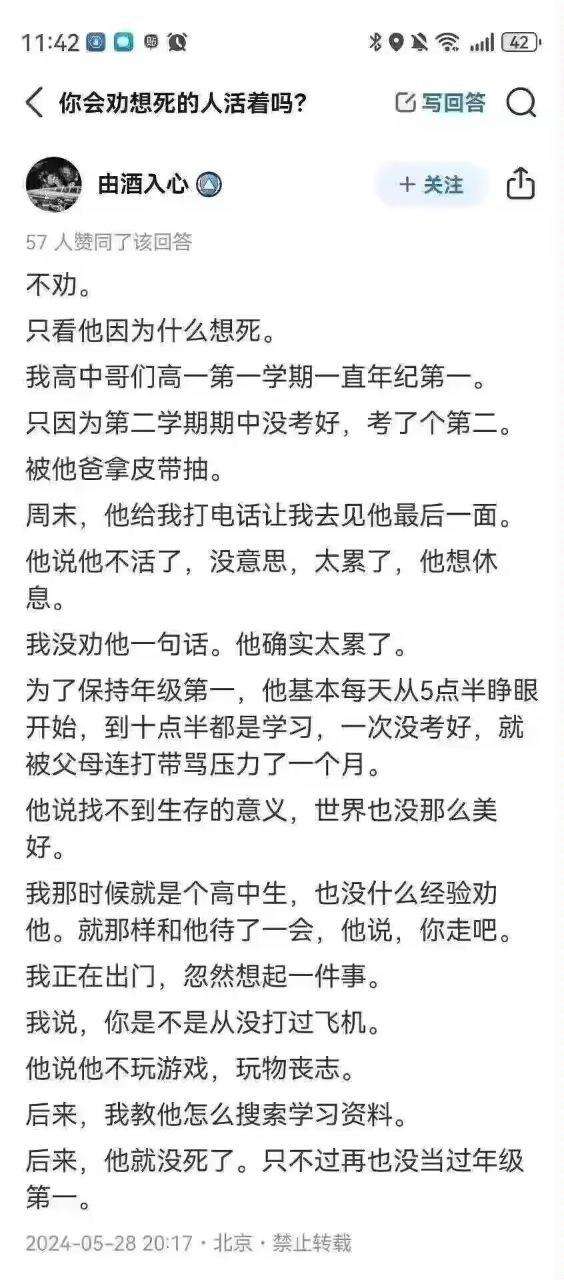 11:42
42
你会劝想死的人活着吗?
写回答
由酒入心
+ 关注
57 人赞同了该回答
不劝。
只看他因为什么想死。
我高中哥们高一第一学期一直年纪第一。
只因为第二学期期中没考好，考了个第二。
被他爸拿皮带抽。
周末，他给我打电话让我去见他最后一面。
他说他不活了，没意思，太累了，他想休
息。
我没劝他一句话。他确实太累了。
为了保持年级第一，他基本每天从5点半睁眼
开始，到十点半都是学习，一次没考好，就
被父母连打带骂压力了一个月。
他说找不到生存的意义，世界也没那么美
好。
我那时候就是个高中生，也没什么经验劝
他。就那样和他待了一会，他说，你走吧。
我正在出门，忽然想起一件事。
我说，你是不是从没打过飞机。
他说他不玩游戏，玩物丧志。
后来，我教他怎么搜索学习资料。
后来，他就没死了。只不过再也没当过年级
第一。
2024-05-28 20:17 · 北京 · 禁止转载